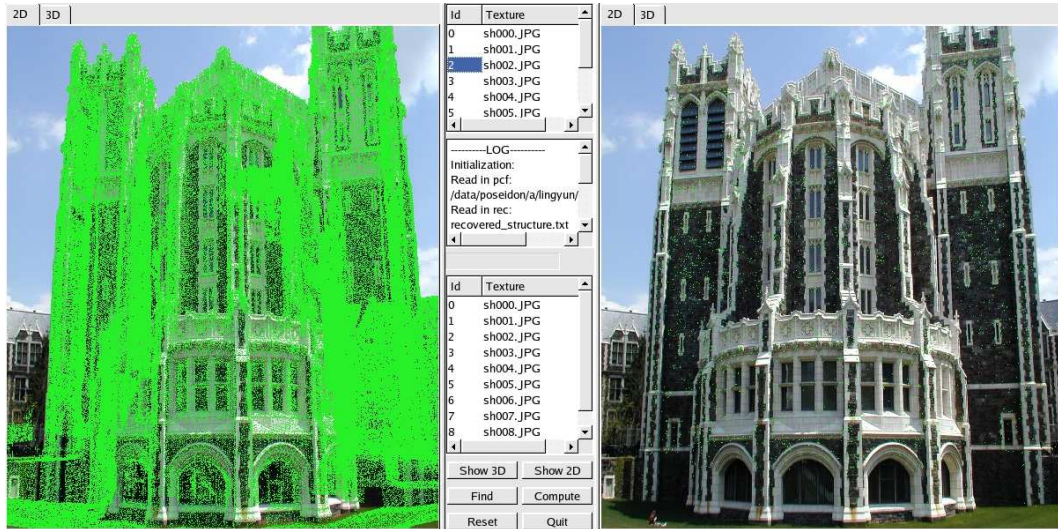 2D 3D
Id Texture
0 sh000.JPG
1 sh001.JPG
2 sh002.JPG
3 sh003.JPG
4 sh004.JPG
5 sh005.JPG
----------LOG----------
Initialization:
Read in pcf:
/data/poseidon/a/lingyun/
Read in rec:
recovered_structure.txt
Id Texture
0 sh000.JPG
1 sh001.JPG
2 sh002.JPG
3 sh003.JPG
4 sh004.JPG
5 sh005.JPG
6 sh006.JPG
7 sh007.JPG
8 sh008.JPG
Show 3D Show 2D
Find Compute
Reset Quit
2D 3D